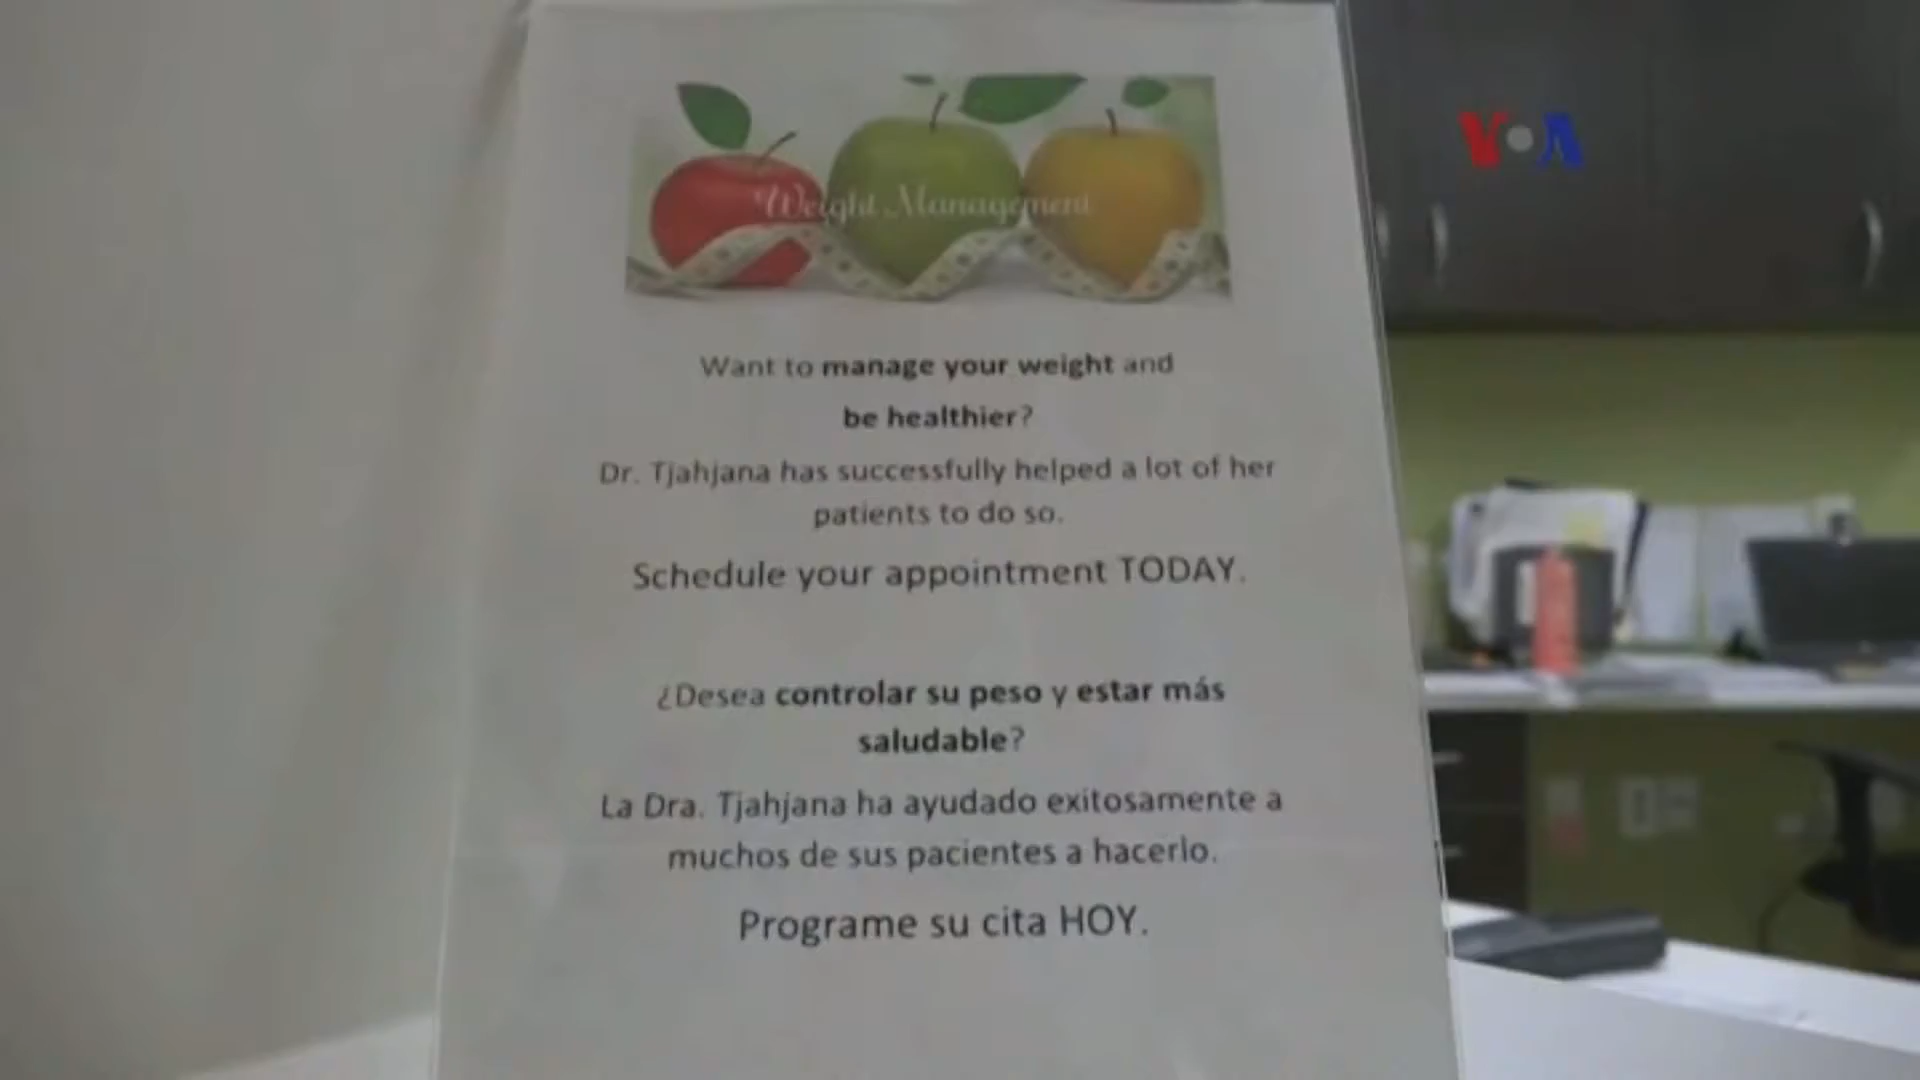 VOA
Weight Management
Want to manage your weight and
be healthier?
Dr. Tjahjana has successfully helped a lot of her
patients to do so.
Schedule your appointment TODAY.
¿Desea controlar su peso y estar más
saludable?
La Dra. Tjahjana ha ayudado exitosamente a
muchos de sus pacientes a hacerlo.
Programe su cita HOY.